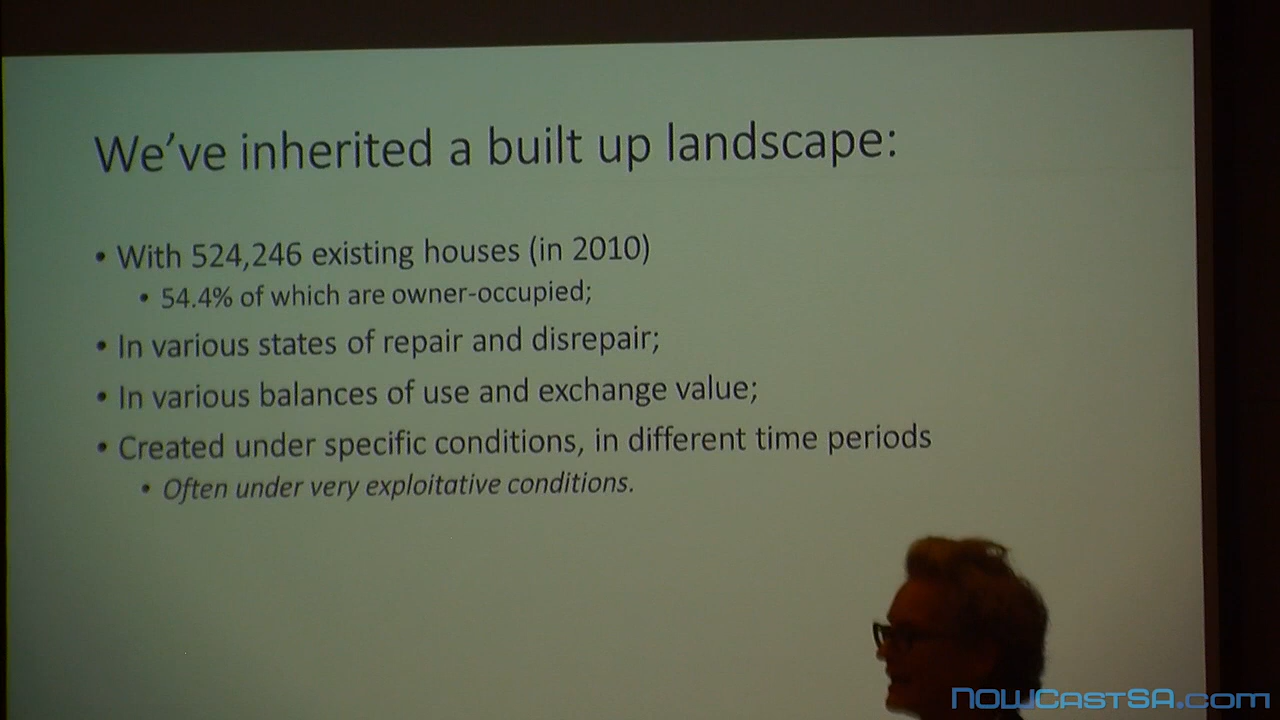 We've inherited a built up landscape:
• With 524,246 existing houses (in 2010)
• 54.4% of which are owner-occupied;
• In various states of repair and disrepair;
• In various balances of use and exchange value;
• Created under specific conditions, in different time periods
• Often under very exploitative conditions.
NOWCASTSA.com